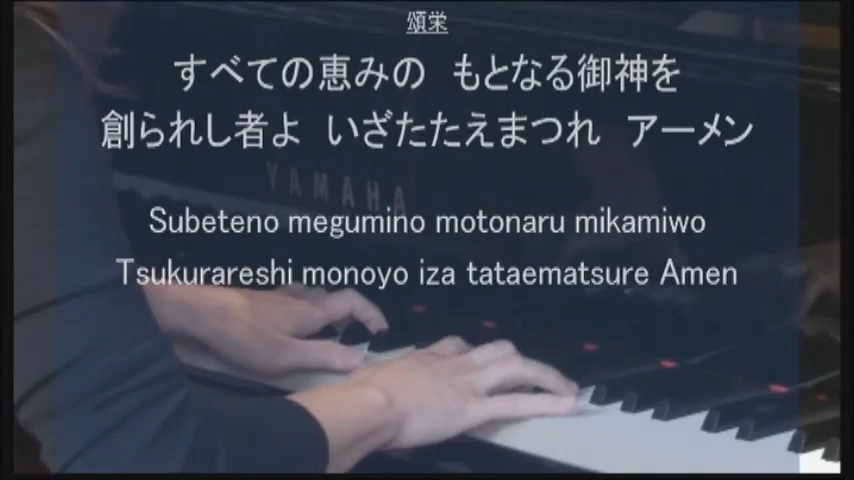 頌栄
すべての恵みの　もとなる御神を
創られし者よ　いざたたえまつれ　アーメン
YAMAHA
Subeteno megumino motonaru mikamiwo
Tsukurareshi monoyo iza tataematsure Amen